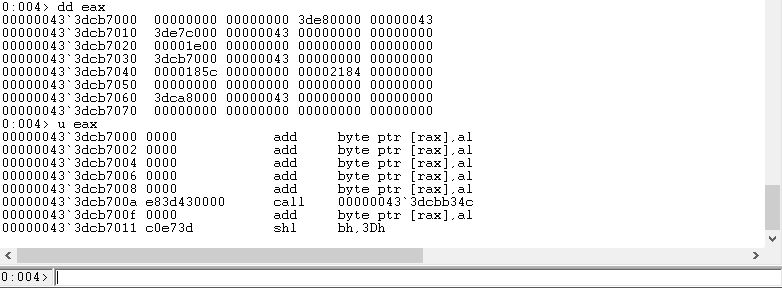 0:004> dd eax
00000043`3dcb7000  00000000 00000000 3de80000 00000043
00000043`3dcb7010  3de7c000 00000043 00000000 00000000
00000043`3dcb7020  00001e00 00000000 00000000 00000000
00000043`3dcb7030  3dcb7000 00000043 00000000 00000000
00000043`3dcb7040  0000185c 00000000 00002184 00000000
00000043`3dcb7050  00000000 00000000 00000000 00000000
00000043`3dcb7060  3dca8000 00000043 00000000 00000000
00000043`3dcb7070  00000000 00000000 00000000 00000000
0:004> u eax
00000043`3dcb7000 0000            add     byte ptr [rax],al
00000043`3dcb7002 0000            add     byte ptr [rax],al
00000043`3dcb7004 0000            add     byte ptr [rax],al
00000043`3dcb7006 0000            add     byte ptr [rax],al
00000043`3dcb7008 0000            add     byte ptr [rax],al
00000043`3dcb700a e83d430000      call    00000043`3dcbb34c
00000043`3dcb700f 0000            add     byte ptr [rax],al
00000043`3dcb7011 c0e73d          shl     bh,3Dh
0:004>